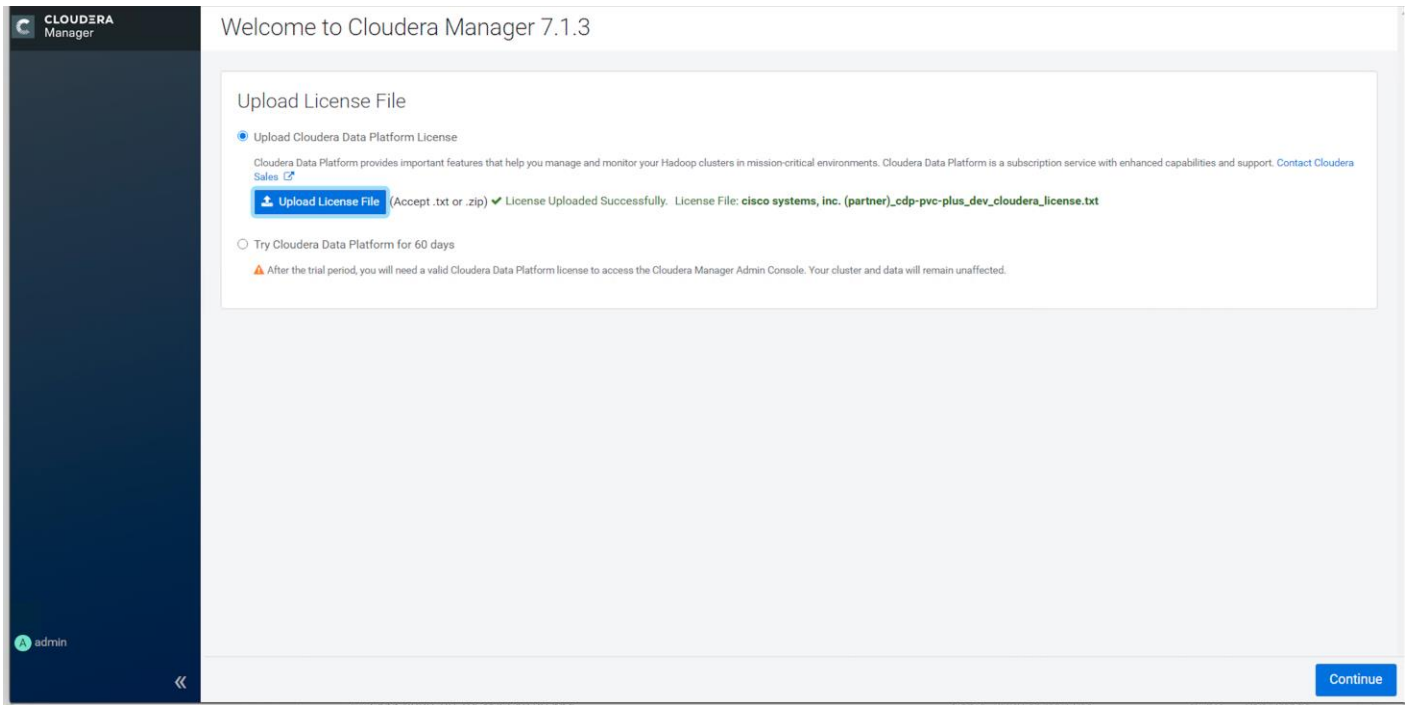 CLOUDERA
Manager
Welcome to Cloudera Manager 7.1.3
Upload License File
Upload Cloudera Data Platform License
Cloudera Data Platform provides important features that help you manage and monitor your Hadoop clusters in mission-critical environments. Cloudera Data Platform is a subscription service with enhanced capabilities and support. Contact Cloudera
Sales
Upload License File (Accept .txt or .zip) ✔ License Uploaded Successfully. License File: cisco systems, inc. (partner)_cdp-pvc-plus_dev_cloudera_license.txt
Try Cloudera Data Platform for 60 days
After the trial period, you will need a valid Cloudera Data Platform license to access the Cloudera Manager Admin Console. Your cluster and data will remain unaffected.
A admin
«
Continue